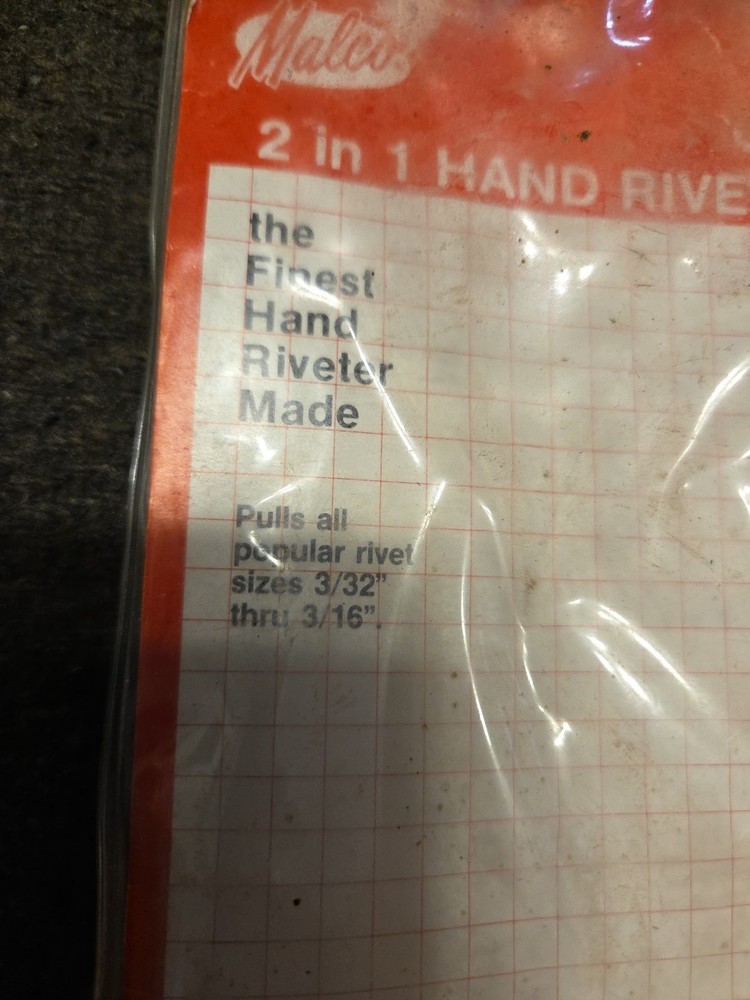 Malco
2 in 1 HAND RIVE
the
Finest
Hand
Riveter
Made
Pulls all
popular rivet
sizes 3/32”
thru 3/16”.